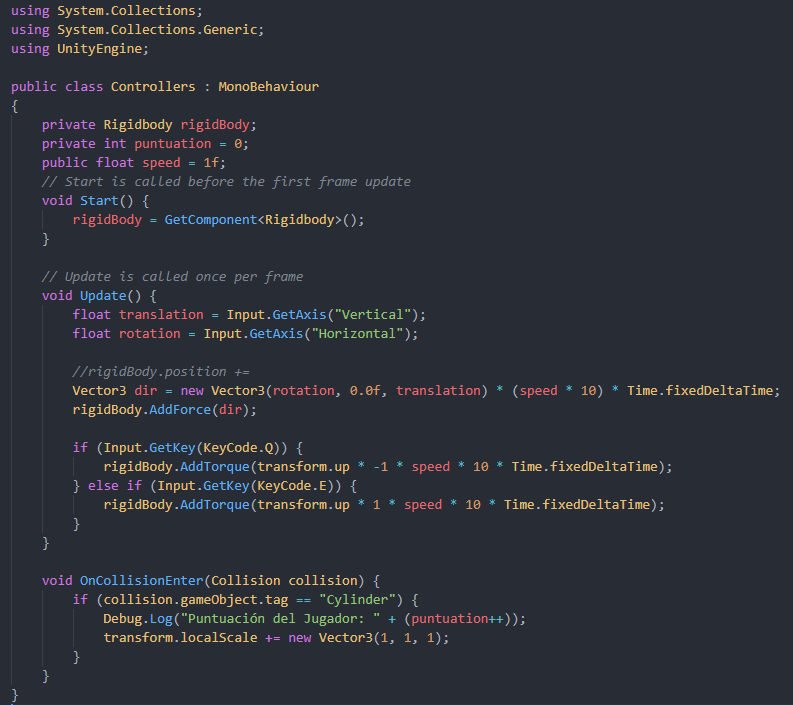 using System.Collections;
using System.Collections.Generic;
using UnityEngine;

public class Controllers : MonoBehaviour
{
    private Rigidbody rigidBody;
    private int puntuation = 0;
    public float speed = 1f;
    // Start is called before the first frame update
    void Start() {
        rigidBody = GetComponent<Rigidbody>();
    }

    // Update is called once per frame
    void Update() {
        float translation = Input.GetAxis("Vertical");
        float rotation = Input.GetAxis("Horizontal");

        //rigidBody.position +=
        Vector3 dir = new Vector3(rotation, 0.0f, translation) * (speed * 10) * Time.fixedDeltaTime;
        rigidBody.AddForce(dir);

        if (Input.GetKey(KeyCode.Q)) {
            rigidBody.AddTorque(transform.up * -1 * speed * 10 * Time.fixedDeltaTime);
        } else if (Input.GetKey(KeyCode.E)) {
            rigidBody.AddTorque(transform.up * 1 * speed * 10 * Time.fixedDeltaTime);
        }
    }

    void OnCollisionEnter(Collision collision) {
        if (collision.gameObject.tag == "Cylinder") {
            Debug.Log("Puntuación del Jugador: " + (puntuation++));
            transform.localScale += new Vector3(1, 1, 1);
        }
    }
}